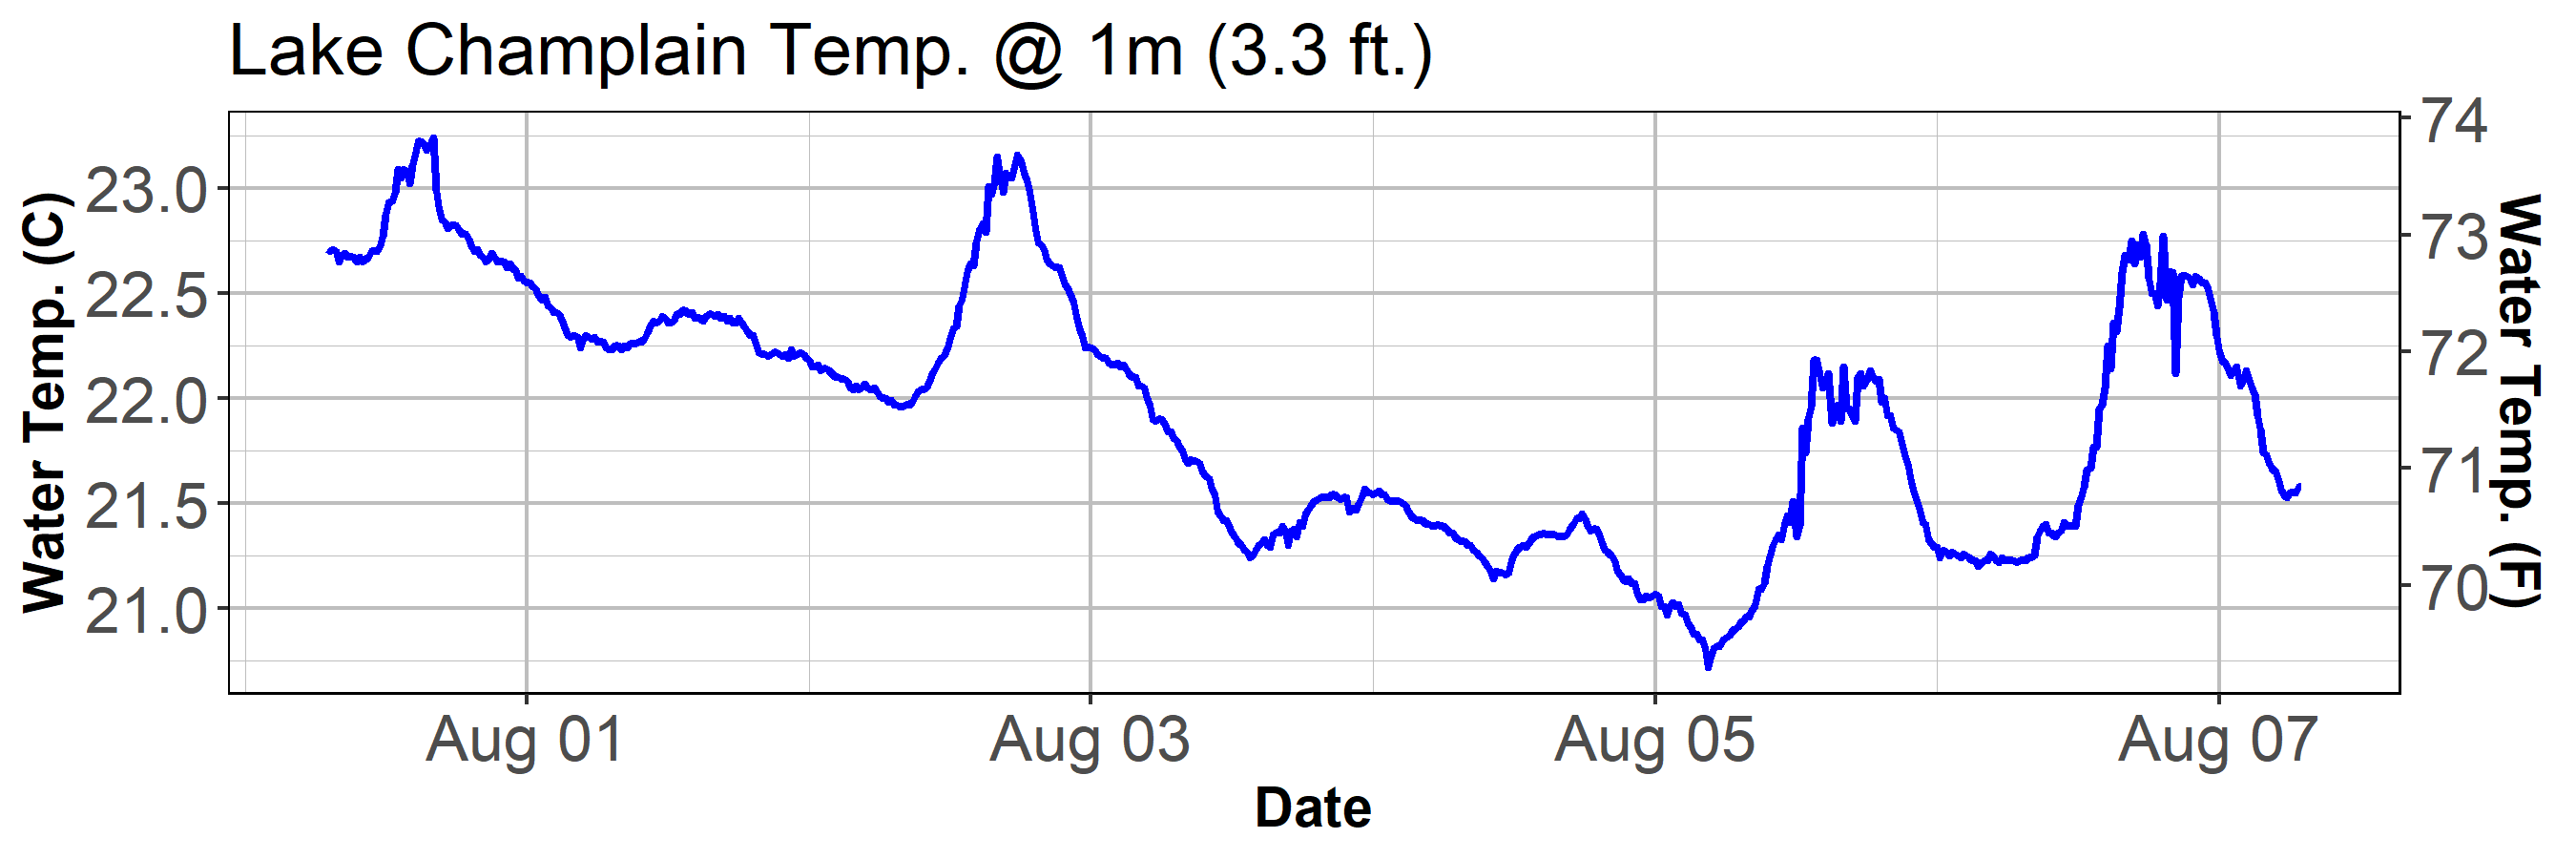 Lake Champlain Temp. @ 1m (3.3 ft.)
Water Temp. (C)
23.0
22.5
22.0
21.5
21.0
74
73
72
71
70
Water Temp. (F)
Aug 01
Aug 03
Aug 05
Aug 07
Date